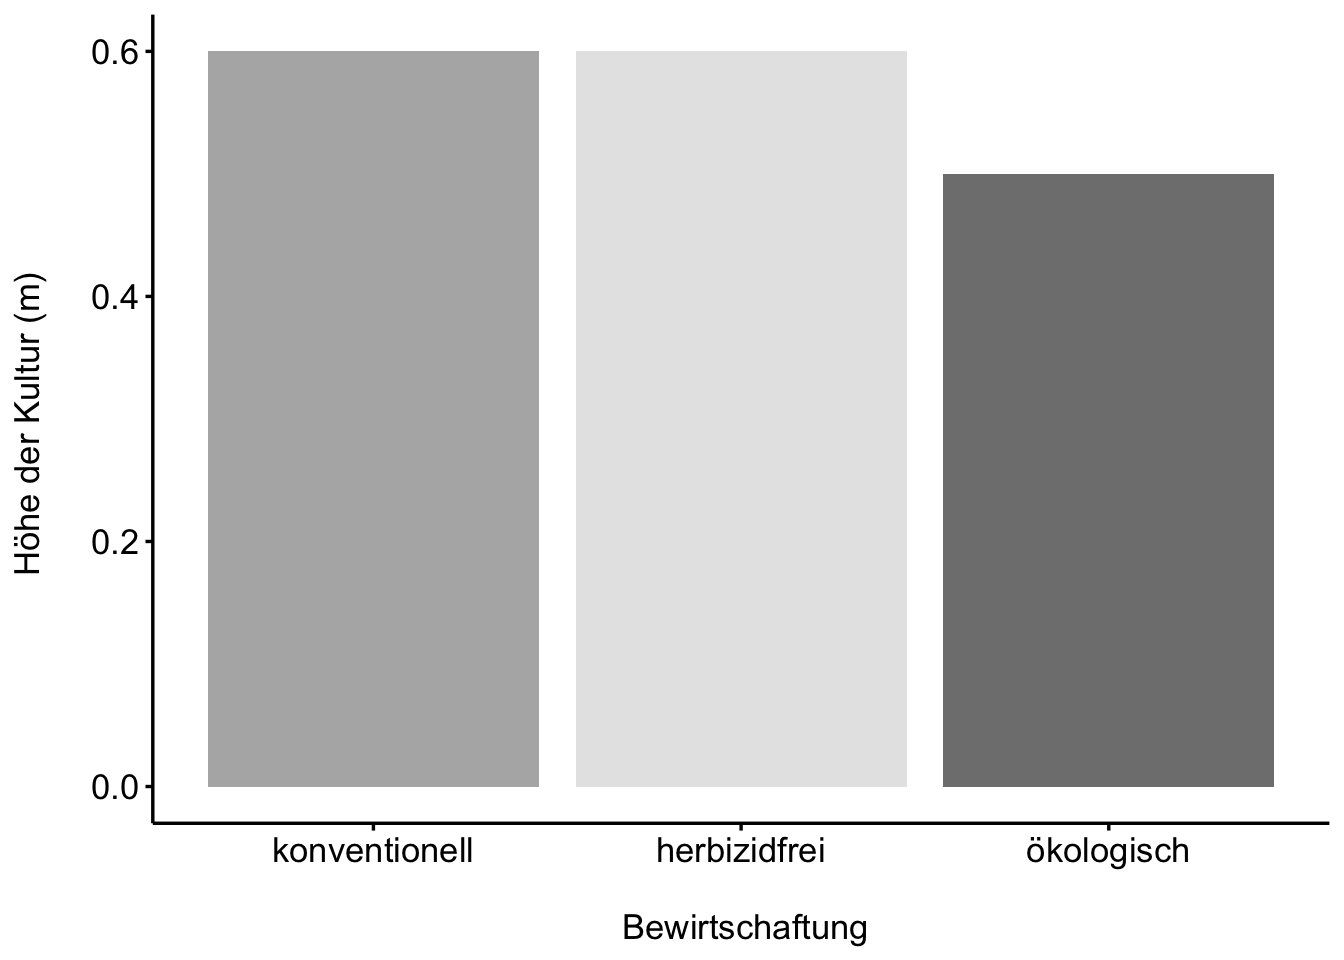 0.6
0.4
0.2
0.0
Höhe der Kultur (m)
konventionell herbizidfrei ökologisch
Bewirtschaftung